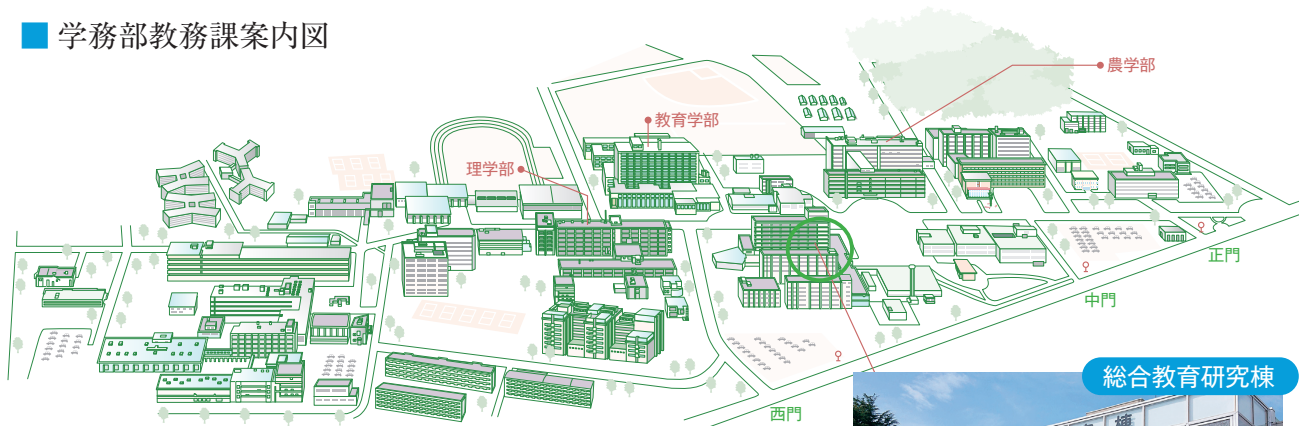 学務部教務課案内図
農学部
教育学部
理学部
正門
中門
西門
総合教育研究棟